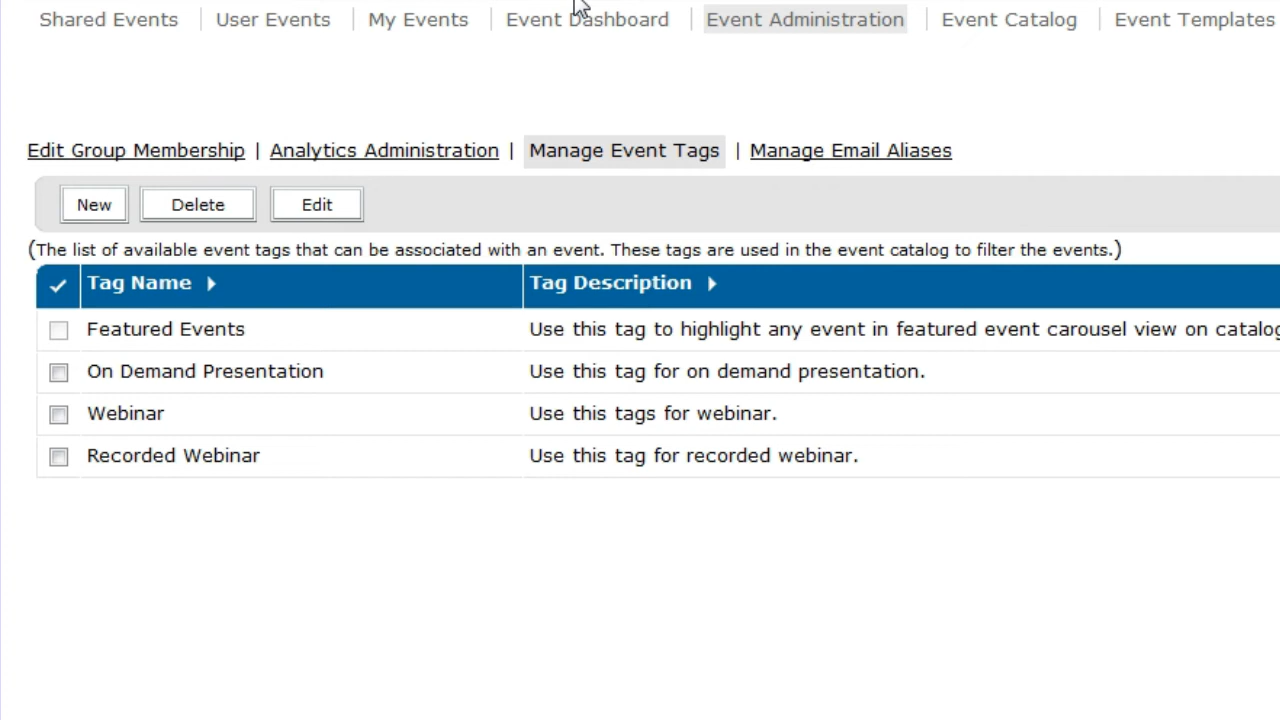 Shared Events | User Events | My Events | Event Dashboard | Event Administration | Event Catalog | Event Templates
Edit Group Membership | Analytics Administration | Manage Event Tags | Manage Email Aliases
New Delete Edit
(The list of available event tags that can be associated with an event. These tags are used in the event catalog to filter the events.)
Tag Name Tag Description
Featured Events Use this tag to highlight any event in featured event carousel view on
On Demand Presentation Use this tag for on demand presentation.
Webinar Use this tags for webinar.
Recorded Webinar Use this tag for recorded webinar.